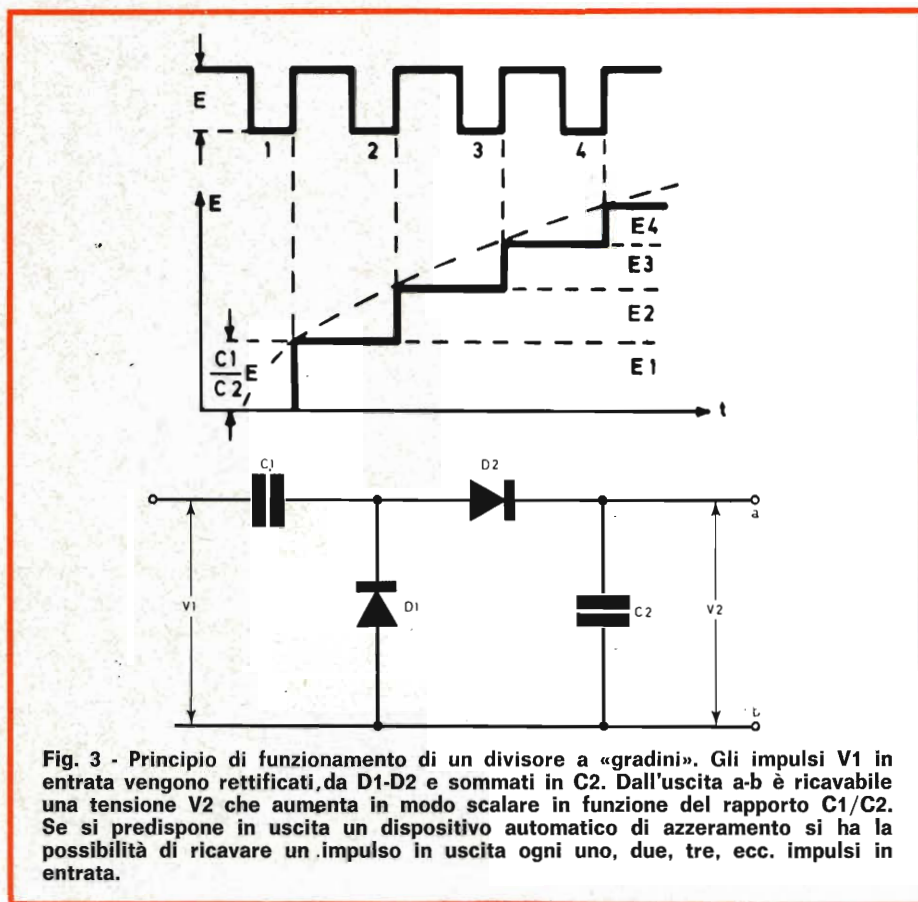 E
1 2 3 4
E
E4
E3
E2
E1
C1
C2
E
t
C1
D2
a
V1
D1
C2
V2
b
Fig. 3 - Principio di funzionamento di un divisore a «gradini». Gli impulsi V1 in
entrata vengono rettificati, da D1-D2 e sommati in C2. Dall'uscita a-b è ricavabile
una tensione V2 che aumenta in modo scalare in funzione del rapporto C1/C2.
Se si predispone in uscita un dispositivo automatico di azzeramento si ha la
possibilità di ricavare un impulso in uscita ogni uno, due, tre, ecc. impulsi in
entrata.